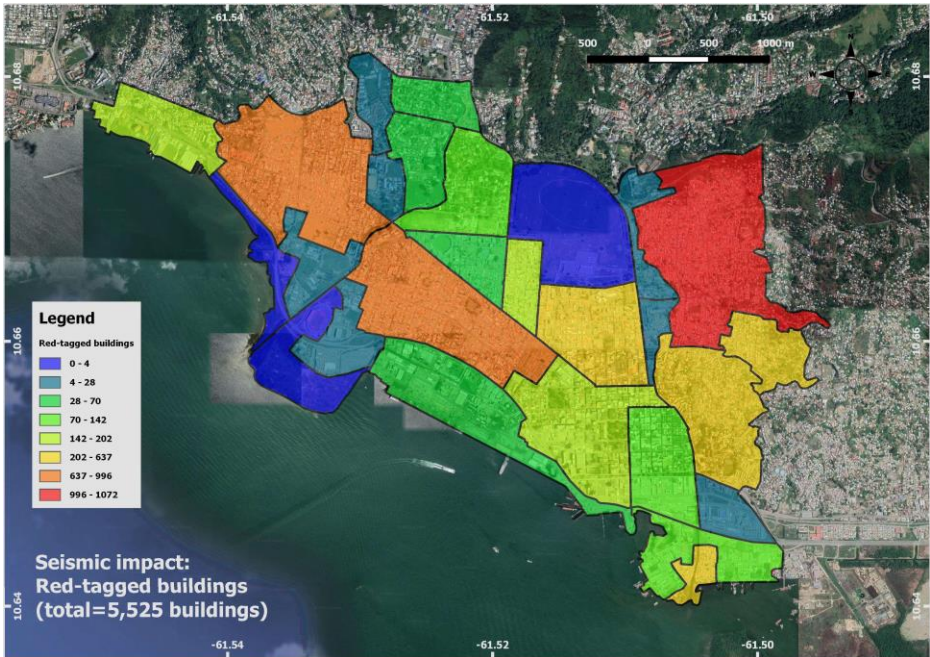 -61.54 -61.52 -61.50
500 0 500 1000 m
N
W E
S
10.68 10.68
10.66 10.66
10.64 10.64
Legend
Red-tagged buildings
0 - 4
4 - 28
28 - 70
70 - 142
142 - 202
202 - 637
637 - 996
996 - 1072
Seismic impact:
Red-tagged buildings
(total=5,525 buildings)
-61.54 -61.52 -61.50